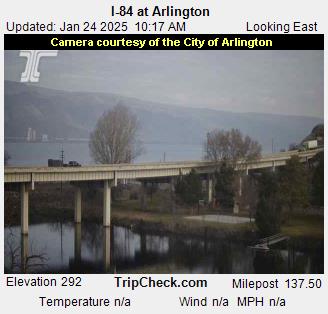 I-84 at Arlington
Updated: Jan 24 2025 10:17 AM Looking East
Camera courtesy of the City of Arlington
Elevation 292 TripCheck.com Milepost 137.50
Temperature n/a Wind n/a MPH n/a